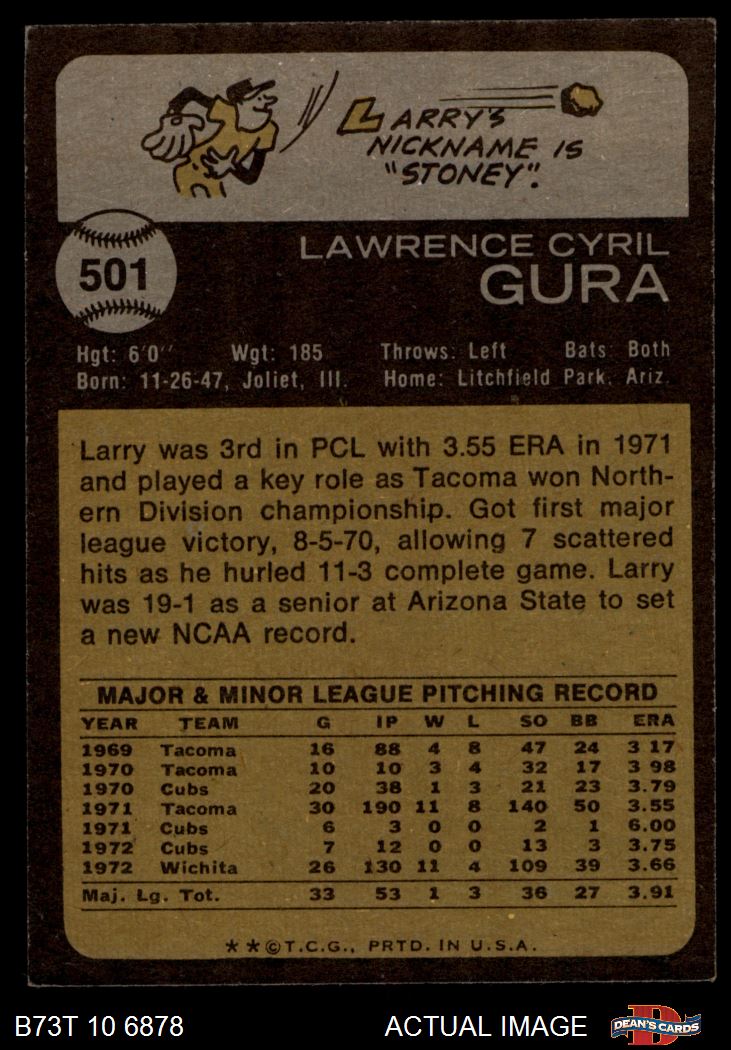 LARRY'S
NICKNAME IS
"STONEY".
501
LAWRENCE CYRIL
GURA
Hgt: 6'0'' Wgt: 185 Throws: Left Bats: Both
Born: 11-26-47, Joliet, Ill. Home: Litchfield Park, Ariz.
Larry was 3rd in PCL with 3.55 ERA in 1971
and played a key role as Tacoma won North-
ern Division championship. Got first major
league victory, 8-5-70, allowing 7 scattered
hits as he hurled 11-3 complete game. Larry
was 19-1 as a senior at Arizona State to set
a new NCAA record.
MAJOR & MINOR LEAGUE PITCHING RECORD
YEAR TEAM G IP W L SO BB ERA
1969 Tacoma 16 88 4 8 47 24 3 17
1970 Tacoma 10 10 3 4 32 17 3 98
1970 Cubs 20 38 1 3 21 23 3.79
1971 Tacoma 30 190 11 8 140 50 3.55
1971 Cubs 6 3 0 0 2 1 6.00
1972 Cubs 7 12 0 0 13 3 3.75
1972 Wichita 26 130 11 4 109 39 3.66
Maj. Lg. Tot. 33 53 1 3 36 27 3.91
**©T.C.G., PRTD. IN U.S.A.
B73T 10 6878 ACTUAL IMAGE D DEAN'S CARDS